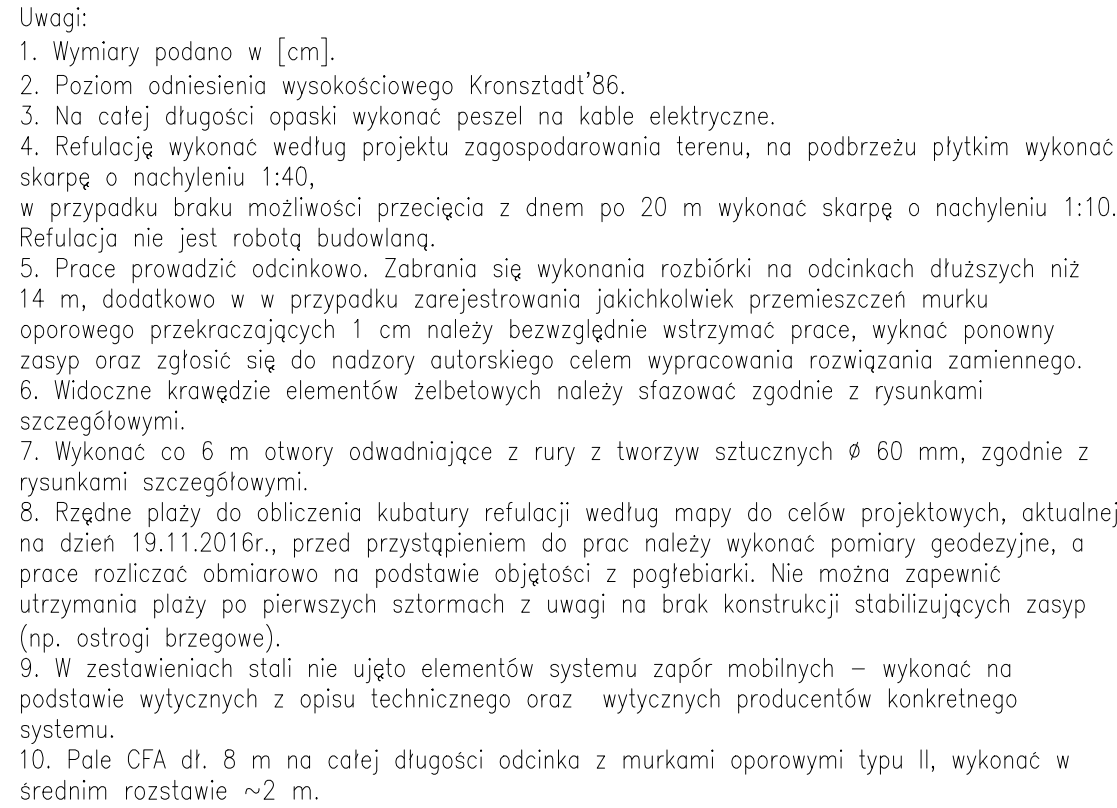 Uwagi:
1. Wymiary podano w [cm].
2. Poziom odniesienia wysokościowego Kronsztadt'86.
3. Na całej długości opaski wykonać peszel na kable elektryczne.
4. Refulację wykonać według projektu zagospodarowania terenu, na podbrzeżu płytkim wykonać
skarpę o nachyleniu 1:40,
w przypadku braku możliwości przecięcia z dnem po 20 m wykonać skarpę o nachyleniu 1:10.
Refulacja nie jest robotą budowlaną.
5. Prace prowadzić odcinkowo. Zabrania się wykonania rozbiórki na odcinkach dłuższych niż
14 m, dodatkowo w w przypadku zarejestrowania jakichkolwiek przemieszczeń murku
oporowego przekraczających 1 cm należy bezwzględnie wstrzymać prace, wyknać ponowny
zasyp oraz zgłosić się do nadzory autorskiego celem wypracowania rozwiązania zamiennego.
6. Widoczne krawędzie elementów żelbetowych należy sfazować zgodnie z rysunkami
szczegółowymi.
7. Wykonać co 6 m otwory odwadniające z rury z tworzyw sztucznych ø 60 mm, zgodnie z
rysunkami szczegółowymi.
8. Rzędne plaży do obliczenia kubatury refulacji według mapy do celów projektowych, aktualnej
na dzień 19.11.2016r., przed przystąpieniem do prac należy wykonać pomiary geodezyjne, a
prace rozliczać obmiarowo na podstawie objętości z pogłebiarki. Nie można zapewnić
utrzymania plaży po pierwszych sztormach z uwagi na brak konstrukcji stabilizujących zasyp
(np. ostrogi brzegowe).
9. W zestawieniach stali nie ujęto elementów systemu zapór mobilnych – wykonać na
podstawie wytycznych z opisu technicznego oraz  wytycznych producentów konkretnego
systemu.
10. Pale CFA dł. 8 m na całej długości odcinka z murkami oporowymi typu II, wykonać w
średnim rozstawie ~2 m.